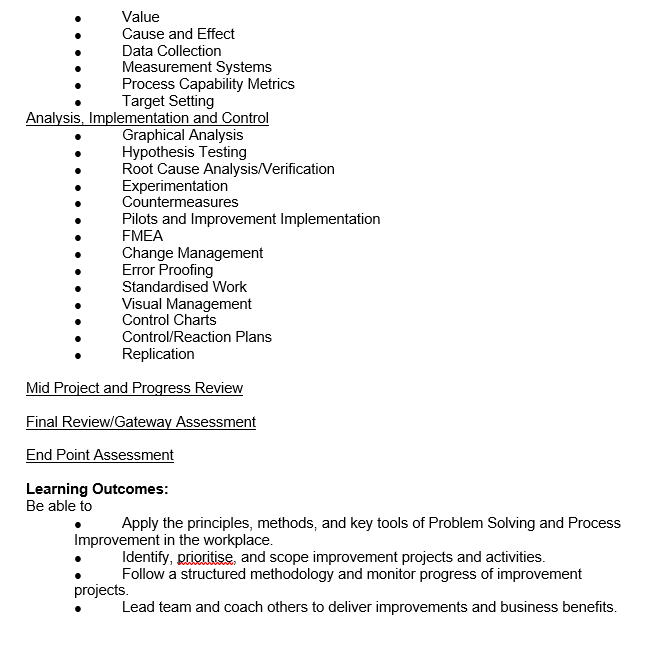 • Value
• Cause and Effect
• Data Collection
• Measurement Systems
• Process Capability Metrics
• Target Setting
Analysis, Implementation and Control
• Graphical Analysis
• Hypothesis Testing
• Root Cause Analysis/Verification
• Experimentation
• Countermeasures
• Pilots and Improvement Implementation
• FMEA
• Change Management
• Error Proofing
• Standardised Work
• Visual Management
• Control Charts
• Control/Reaction Plans
• Replication
Mid Project and Progress Review
Final Review/Gateway Assessment
End Point Assessment
Learning Outcomes:
Be able to
• Apply the principles, methods, and key tools of Problem Solving and Process
Improvement in the workplace.
• Identify, prioritise, and scope improvement projects and activities.
• Follow a structured methodology and monitor progress of improvement
projects.
• Lead team and coach others to deliver improvements and business benefits.